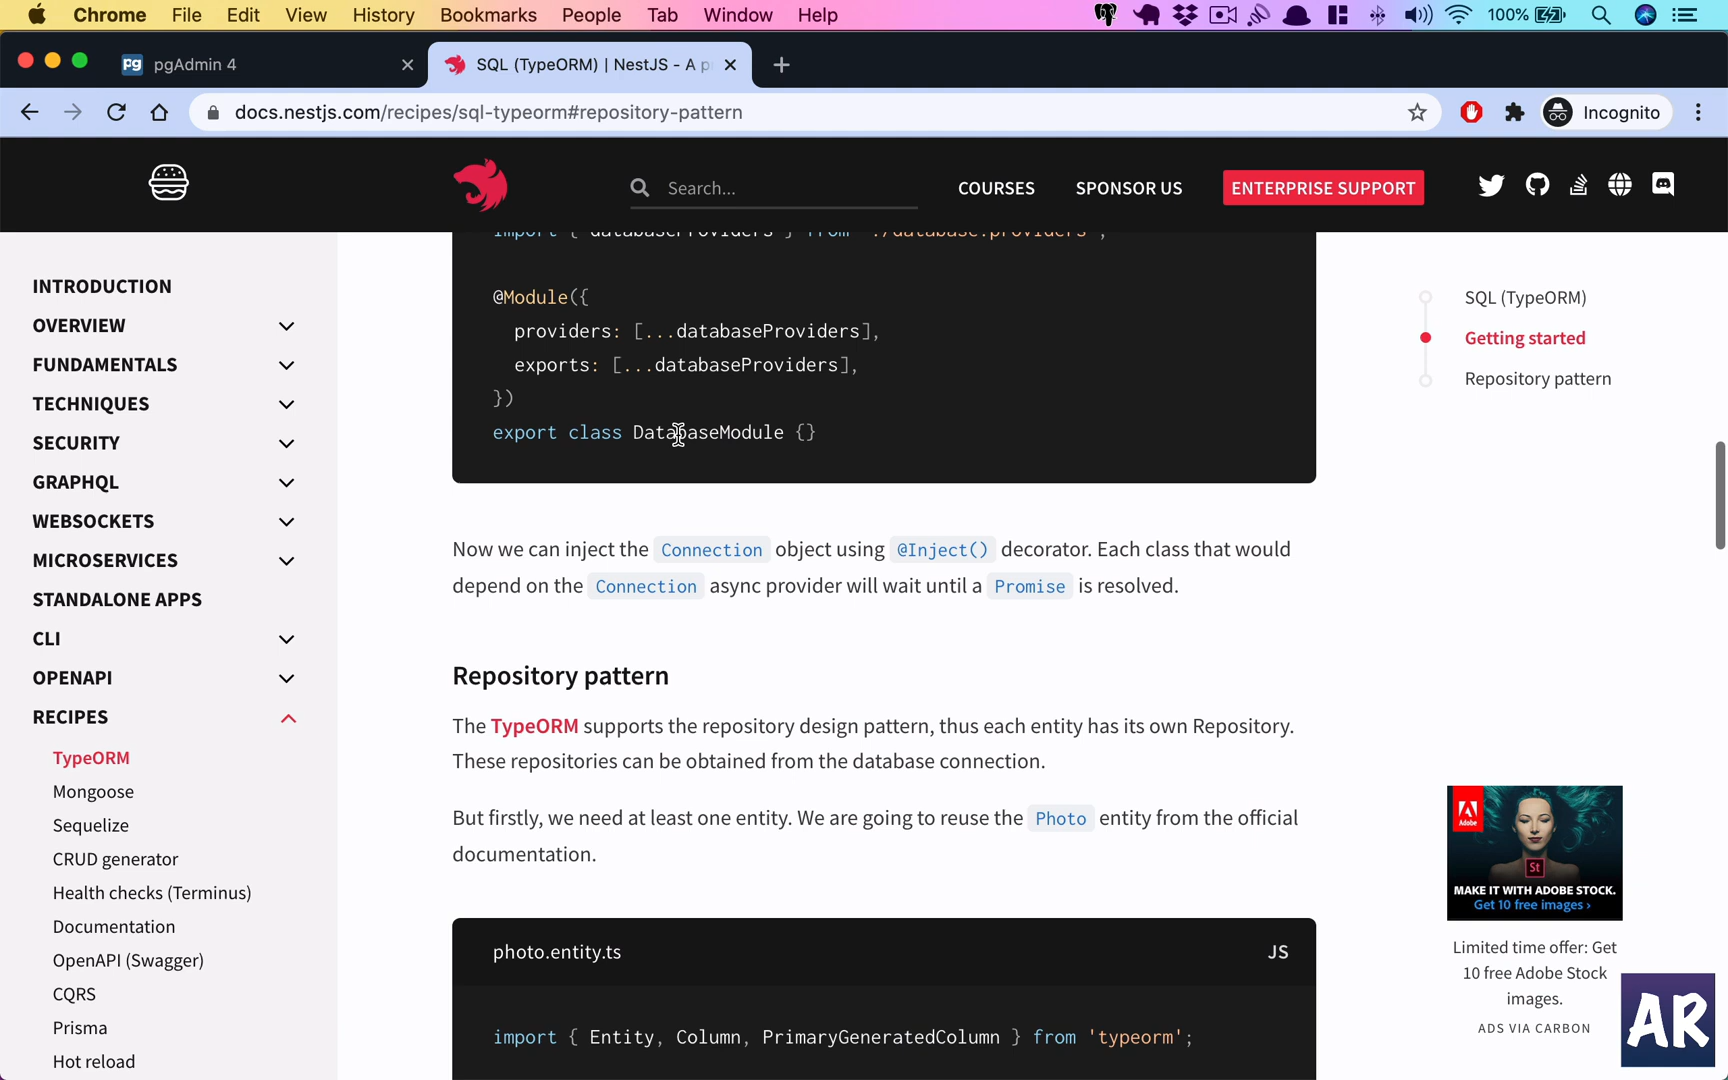 Chrome File Edit View History Bookmarks People Tab Window Help 100%
pgAdmin 4
SQL (TypeORM) | NestJS - A p
docs.nestjs.com/recipes/sql-typeorm#repository-pattern
Incognito
Search...
COURSES
SPONSOR US
ENTERPRISE SUPPORT
INTRODUCTION
OVERVIEW
FUNDAMENTALS
TECHNIQUES
SECURITY
GRAPHQL
WEBSOCKETS
MICROSERVICES
STANDALONE APPS
CLI
OPENAPI
RECIPES
TypeORM
Mongoose
Sequelize
CRUD generator
Health checks (Terminus)
Documentation
OpenAPI (Swagger)
CQRS
Prisma
Hot reload
import { databaseProviders } from './database.providers';
@Module({
providers: [...databaseProviders],
exports: [...databaseProviders],
})
export class DatabaseModule {}
Now we can inject the Connection object using @Inject() decorator. Each class that would
depend on the Connection async provider will wait until a Promise is resolved.
Repository pattern
The TypeORM supports the repository design pattern, thus each entity has its own Repository.
These repositories can be obtained from the database connection.
But firstly, we need at least one entity. We are going to reuse the Photo entity from the official
documentation.
photo.entity.ts
JS
import { Entity, Column, PrimaryGeneratedColumn } from 'typeorm';
SQL (TypeORM)
Getting started
Repository pattern
Adobe
St
MAKE IT WITH ADOBE STOCK.
Get 10 free images ›
Limited time offer: Get
10 free Adobe Stock
images.
ADS VIA CARBON
AR